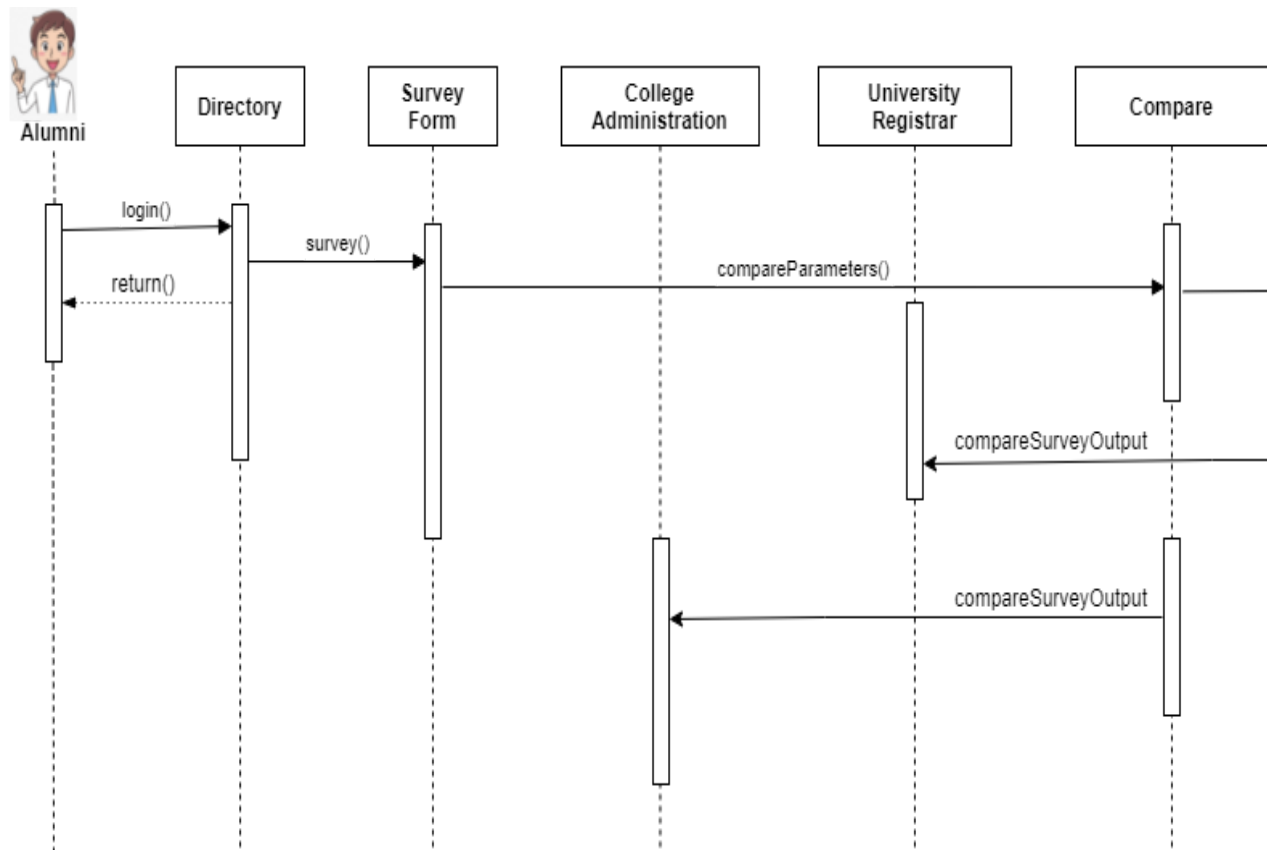 Alumni
Directory
Survey
Form
College
Administration
University
Registrar
Compare
login()
survey()
compareParameters()
return()
compareSurveyOutput
compareSurveyOutput